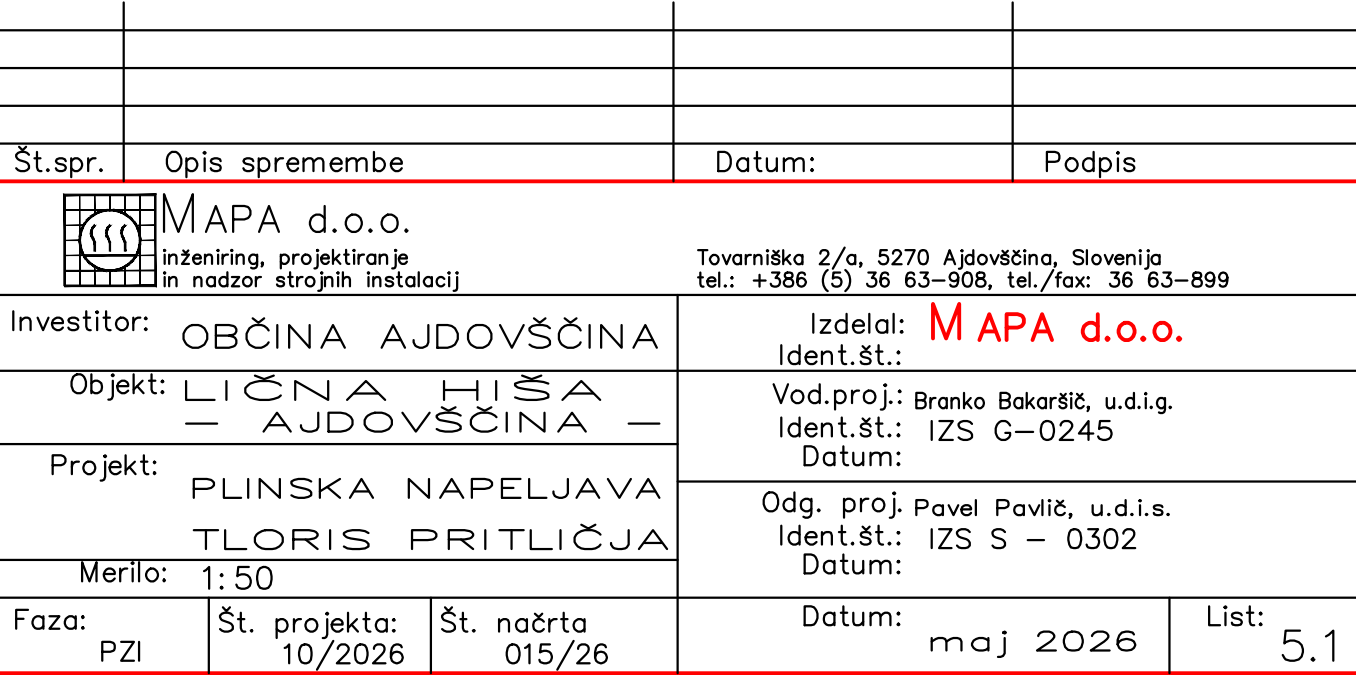 Št.spr. Opis spremembe Datum: Podpis
MAPA d.o.o.
inženiring, projektiranje
in nadzor strojnih instalacij
Tovarniška 2/a, 5270 Ajdovščina, Slovenija
tel.: +386 (5) 36 63-908, tel./fax: 36 63-899
Investitor: OBČINA AJDOVŠČINA
Izdelal: MAPA d.o.o.
Ident.št.:
Objekt: LIČNA HIŠA
— AJDOVŠČINA —
Vod.proj.: Branko Bakaršič, u.d.i.g.
Ident.št.: IZS G-0245
Datum:
Projekt:
PLINSKA NAPELJAVA
TLORIS PRITLIČJA
Odg. proj. Pavel Pavlič, u.d.i.s.
Ident.št.: IZS S - 0302
Datum:
Merilo: 1:50
Faza:
PZI
Št. projekta:
10/2026
Št. načrta
015/26
Datum:
maj 2026
List:
5.1